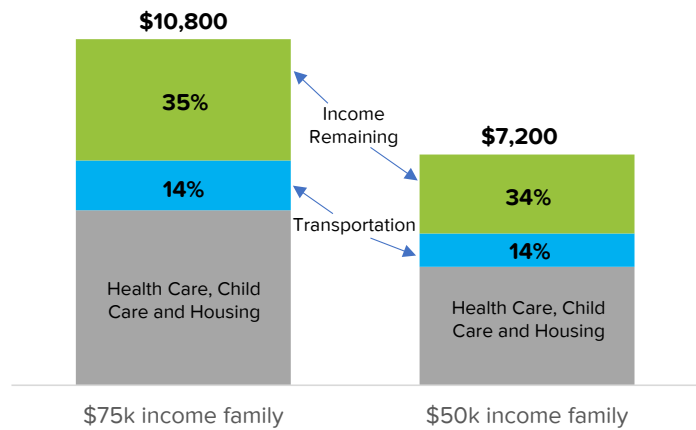 $10,800
35%
Income
Remaining
$7,200
14%
34%
Transportation
14%
Health Care, Child
Care and Housing
Health Care, Child
Care and Housing
$75k income family
$50k income family